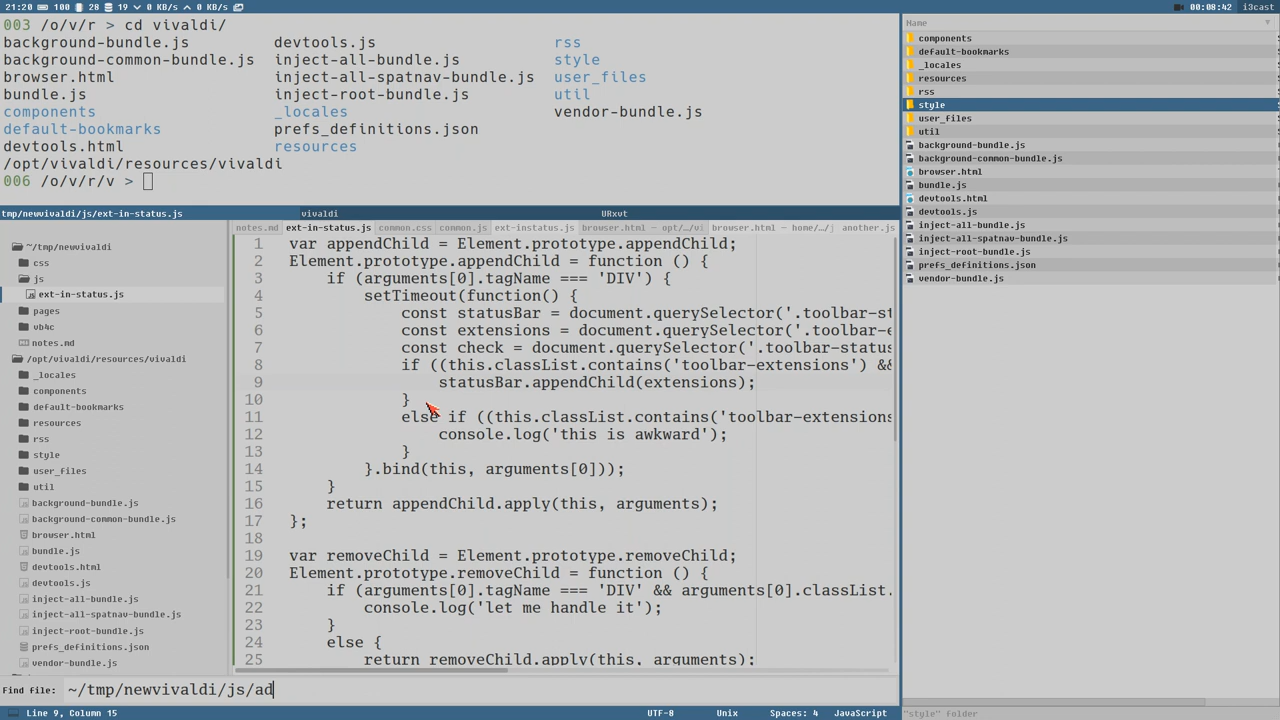 21:20 100 28 19 0 KB/s 0 KB/s 00:08:42 i3cast
003 /o/v/r > cd vivaldi/
background-bundle.js devtools.js rss
background-common-bundle.js inject-all-bundle.js style
browser.html inject-all-spatnav-bundle.js user_files
bundle.js inject-root-bundle.js util
components _locales vendor-bundle.js
default-bookmarks prefs_definitions.json
devtools.html resources
/opt/vivaldi/resources/vivaldi
006 /o/v/r/v >
tmp/newvivaldi/js/ext-in-status.js vivaldi URxvt
notes.md ext-in-status.js common.css common.js ext-instatus.js browser.html - opt/…/vi browser.html - home/…/j another.js
~/tmp/newvivaldi
css
js
ext-in-status.js
pages
vb4c
notes.md
/opt/vivaldi/resources/vivaldi
_locales
components
default-bookmarks
resources
rss
style
user_files
util
background-bundle.js
background-common-bundle.js
browser.html
bundle.js
devtools.html
devtools.js
inject-all-bundle.js
inject-all-spatnav-bundle.js
inject-root-bundle.js
prefs_definitions.json
vendor-bundle.js
1 var appendChild = Element.prototype.appendChild;
2 Element.prototype.appendChild = function () {
3 if (arguments[0].tagName === 'DIV') {
4 setTimeout(function() {
5 const statusBar = document.querySelector('.toolbar-st
6 const extensions = document.querySelector('.toolbar-e
7 const check = document.querySelector('.toolbar-status
8 if ((this.classList.contains('toolbar-extensions') &&
9 statusBar.appendChild(extensions);
10 }
11 else if ((this.classList.contains('toolbar-extensions
12 console.log('this is awkward');
13 }
14 }.bind(this, arguments[0]));
15 }
16 return appendChild.apply(this, arguments);
17 };
18
19 var removeChild = Element.prototype.removeChild;
20 Element.prototype.removeChild = function () {
21 if (arguments[0].tagName === 'DIV' && arguments[0].classList.
22 console.log('let me handle it');
23 }
24 else {
25 return removeChild.apply(this, arguments);
Find file: ~/tmp/newvivaldi/js/ad
Line 9, Column 15 UTF-8 Unix Spaces: 4 JavaScript
Name
components
default-bookmarks
_locales
resources
rss
style
user_files
util
background-bundle.js
background-common-bundle.js
browser.html
bundle.js
devtools.html
devtools.js
inject-all-bundle.js
inject-all-spatnav-bundle.js
inject-root-bundle.js
prefs_definitions.json
vendor-bundle.js
"style" folder